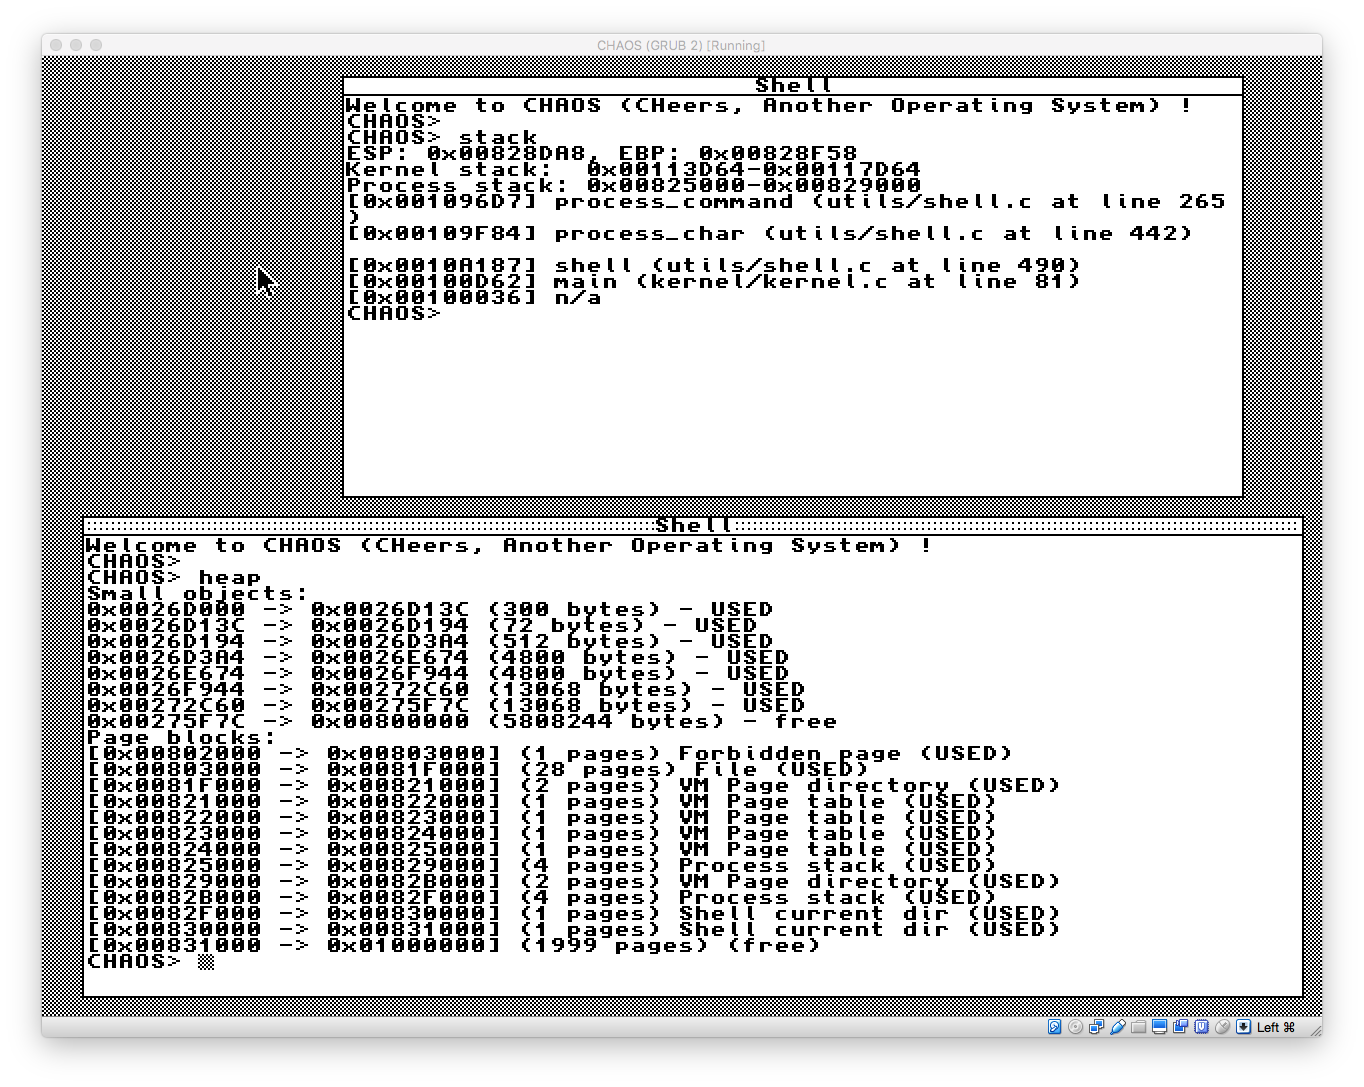 CHAOS (GRUB 2) [Running]
Shell
Welcome to CHAOS (CHeers, Another Operating System) !
CHAOS>
CHAOS> stack
ESP: 0x00828DA8, EBP: 0x00828F58
Kernel stack:  0x00113D64-0x00117D64
Process stack: 0x00825000-0x00829000
[0x001096D7] process_command (utils/shell.c at line 265
)
[0x00109F84] process_char (utils/shell.c at line 442)
[0x0010A187] shell (utils/shell.c at line 490)
[0x00100D62] main (kernel/kernel.c at line 81)
[0x00100036] n/a
CHAOS>
Shell
Welcome to CHAOS (CHeers, Another Operating System) !
CHAOS>
CHAOS> heap
Small objects:
0x0026D000 -> 0x0026D13C (300 bytes) - USED
0x0026D13C -> 0x0026D194 (72 bytes) - USED
0x0026D194 -> 0x0026D3A4 (512 bytes) - USED
0x0026D3A4 -> 0x0026E674 (4800 bytes) - USED
0x0026E674 -> 0x0026F944 (4800 bytes) - USED
0x0026F944 -> 0x00272C60 (13068 bytes) - USED
0x00272C60 -> 0x00275F7C (13068 bytes) - USED
0x00275F7C -> 0x00800000 (5808244 bytes) - free
Page blocks:
[0x00802000 -> 0x00803000] (1 pages) Forbidden page (USED)
[0x00803000 -> 0x0081F000] (28 pages) File (USED)
[0x0081F000 -> 0x00821000] (2 pages) VM Page directory (USED)
[0x00821000 -> 0x00822000] (1 pages) VM Page table (USED)
[0x00822000 -> 0x00823000] (1 pages) VM Page table (USED)
[0x00823000 -> 0x00824000] (1 pages) VM Page table (USED)
[0x00824000 -> 0x00825000] (1 pages) VM Page table (USED)
[0x00825000 -> 0x00829000] (4 pages) Process stack (USED)
[0x00829000 -> 0x0082B000] (2 pages) VM Page directory (USED)
[0x0082B000 -> 0x0082F000] (4 pages) Process stack (USED)
[0x0082F000 -> 0x00830000] (1 pages) Shell current dir (USED)
[0x00830000 -> 0x00831000] (1 pages) Shell current dir (USED)
[0x00831000 -> 0x01000000] (1999 pages) (free)
CHAOS>
Left ⌘